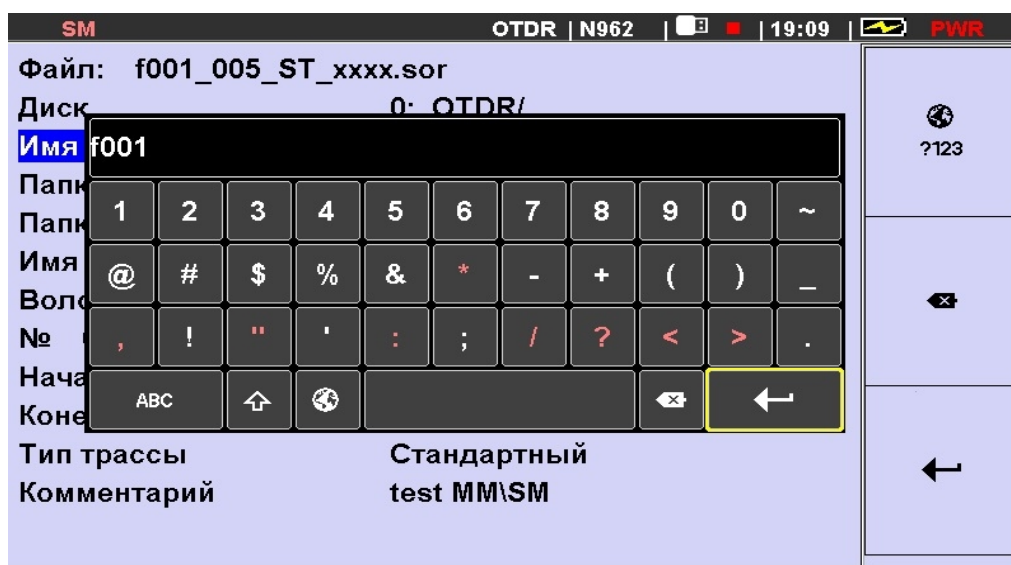 SM OTDR | N962 | | 19:09 | PWR
Файл: f001_005_ST_xxxx.sor
Диск 0: OTDR/
Имя f001
?123
Папк
1 2 3 4 5 6 7 8 9 0 ~
Папк
Имя
@ # $ % & * - + ( ) _
Воло
№
, ! " ' : ; / ? < > .
Нача
ABC
Коне
Тип трассы Стандартный
Комментарий test MM\SM